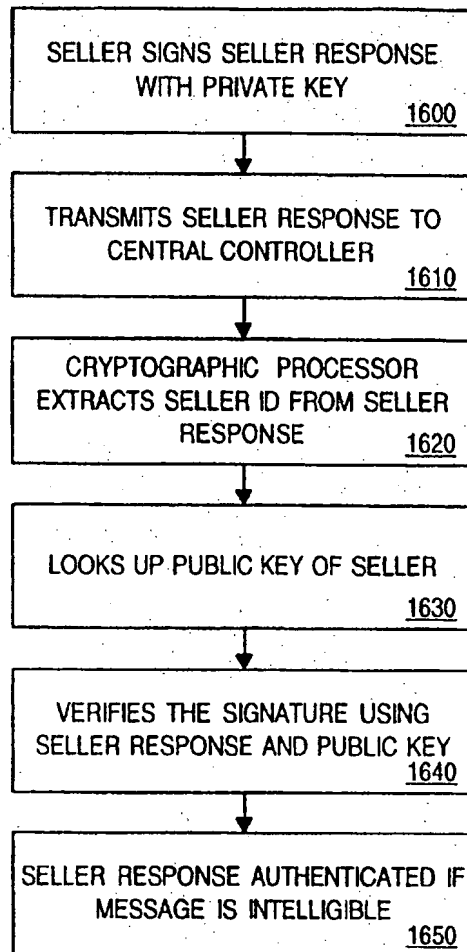 SELLER SIGNS SELLER RESPONSE
WITH PRIVATE KEY
1600
TRANSMITS SELLER RESPONSE TO
CENTRAL CONTROLLER
1610
CRYPTOGRAPHIC PROCESSOR
EXTRACTS SELLER ID FROM SELLER
RESPONSE
1620
LOOKS UP PUBLIC KEY OF SELLER
1630
VERIFIES THE SIGNATURE USING
SELLER RESPONSE AND PUBLIC KEY
1640
SELLER RESPONSE AUTHENTICATED IF
MESSAGE IS INTELLIGIBLE
1650